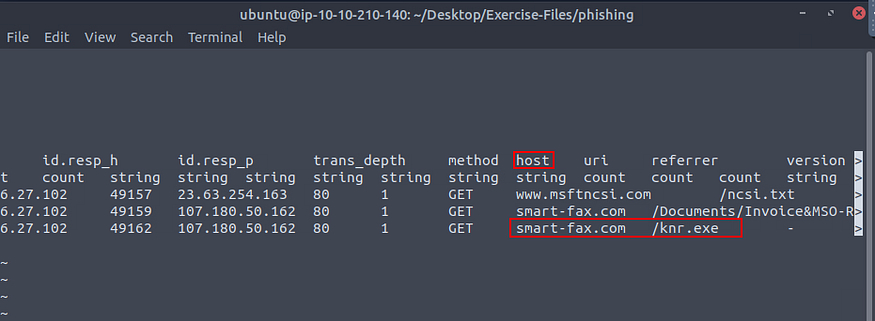 ubuntu@ip-10-10-210-140: ~/Desktop/Exercise-Files/phishing
File Edit View Search Terminal Help
id.resp_h id.resp_p trans_depth method host uri referrer version >
t count string string string string string string string count count count string >
6.27.102 49157 23.63.254.163 80 1 GET www.msftncsi.com /ncsi.txt
6.27.102 49159 107.180.50.162 80 1 GET smart-fax.com /Documents/Invoice&MSO-R>
6.27.102 49162 107.180.50.162 80 1 GET smart-fax.com /knr.exe - >
~
~
~
~